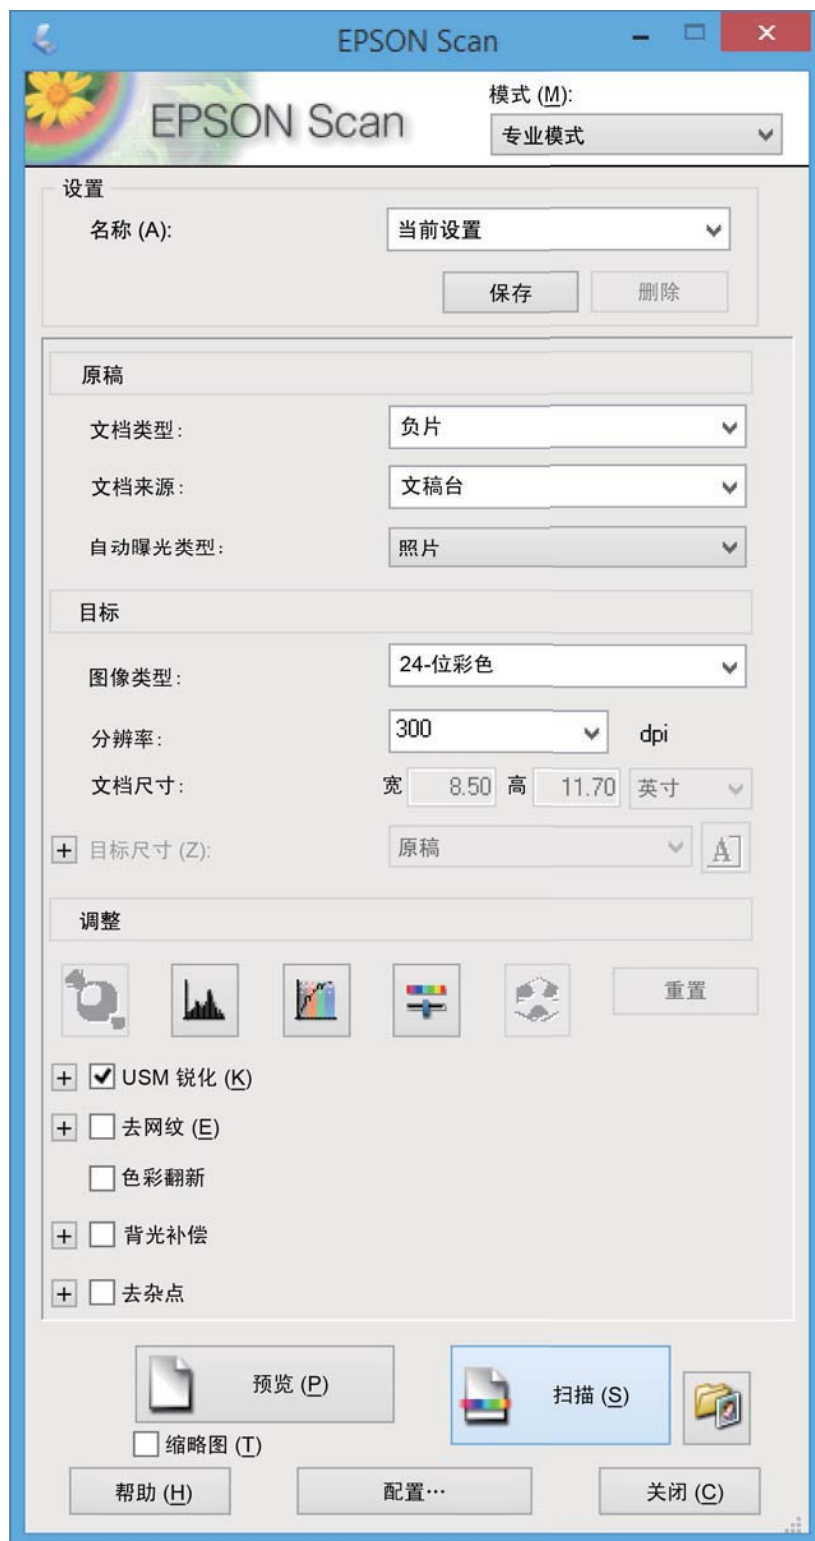 EPSON Scan
EPSON Scan
模式 (M):
专业模式
设置
名称 (A):
当前设置
保存
删除
原稿
文档类型:
负片
文档来源:
文稿台
自动曝光类型:
照片
目标
图像类型:
24-位彩色
分辨率:
300
dpi
文档尺寸:
宽 8.50 高 11.70 英寸
目标尺寸 (Z):
原稿
A
调整
重置
USM 锐化 (K)
去网纹 (E)
色彩翻新
背光补偿
去杂点
预览 (P)
扫描 (S)
缩略图 (T)
帮助 (H)
配置…
关闭 (C)